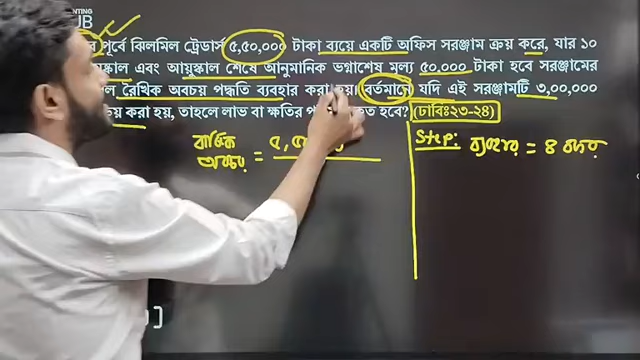 পূর্বে ঝিলমিল ট্রেডার্স ৫,৫০,০০০ টাকা ব্যয়ে একটি অফিস সরঞ্জাম ক্রয় করে, যার ১০
এবং আয়ুষ্কাল শেষে আনুমানিক ভগ্নাশেষ মূল্য ৫০,০০০ টাকা হবে সরঞ্জামের
রৈখিক অবচয় পদ্ধতি ব্যবহার করা হয়। বর্তমানে যদি এই সরঞ্জামটি ৩,০০,০০০
করা হয়, তাহলে লাভ বা ক্ষতির হবে? (ঢাবিঃ২৩-২৪)
বার্ষিক
অবচয় =
Step: ব্যবহার = ৪ বছর